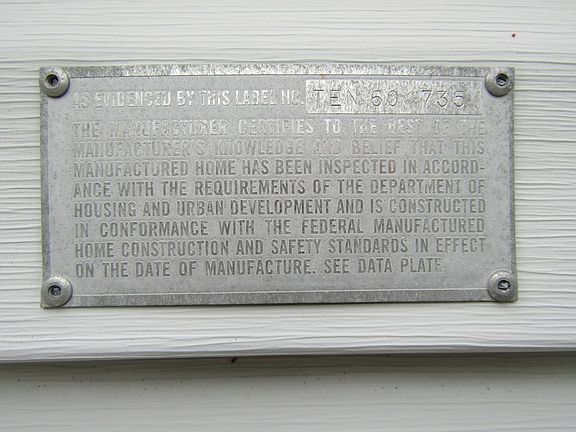 AS EVIDENCED BY THIS LABEL NO. TEN 60 735
THE MANUFACTURER CERTIFIES TO THE BEST OF THE
MANUFACTURER'S KNOWLEDGE AND BELIEF THAT THIS
MANUFACTURED HOME HAS BEEN INSPECTED IN ACCORD-
ANCE WITH THE REQUIREMENTS OF THE DEPARTMENT OF
HOUSING AND URBAN DEVELOPMENT AND IS CONSTRUCTED
IN CONFORMANCE WITH THE FEDERAL MANUFACTURED
HOME CONSTRUCTION AND SAFETY STANDARDS IN EFFECT
ON THE DATE OF MANUFACTURE. SEE DATA PLATE.